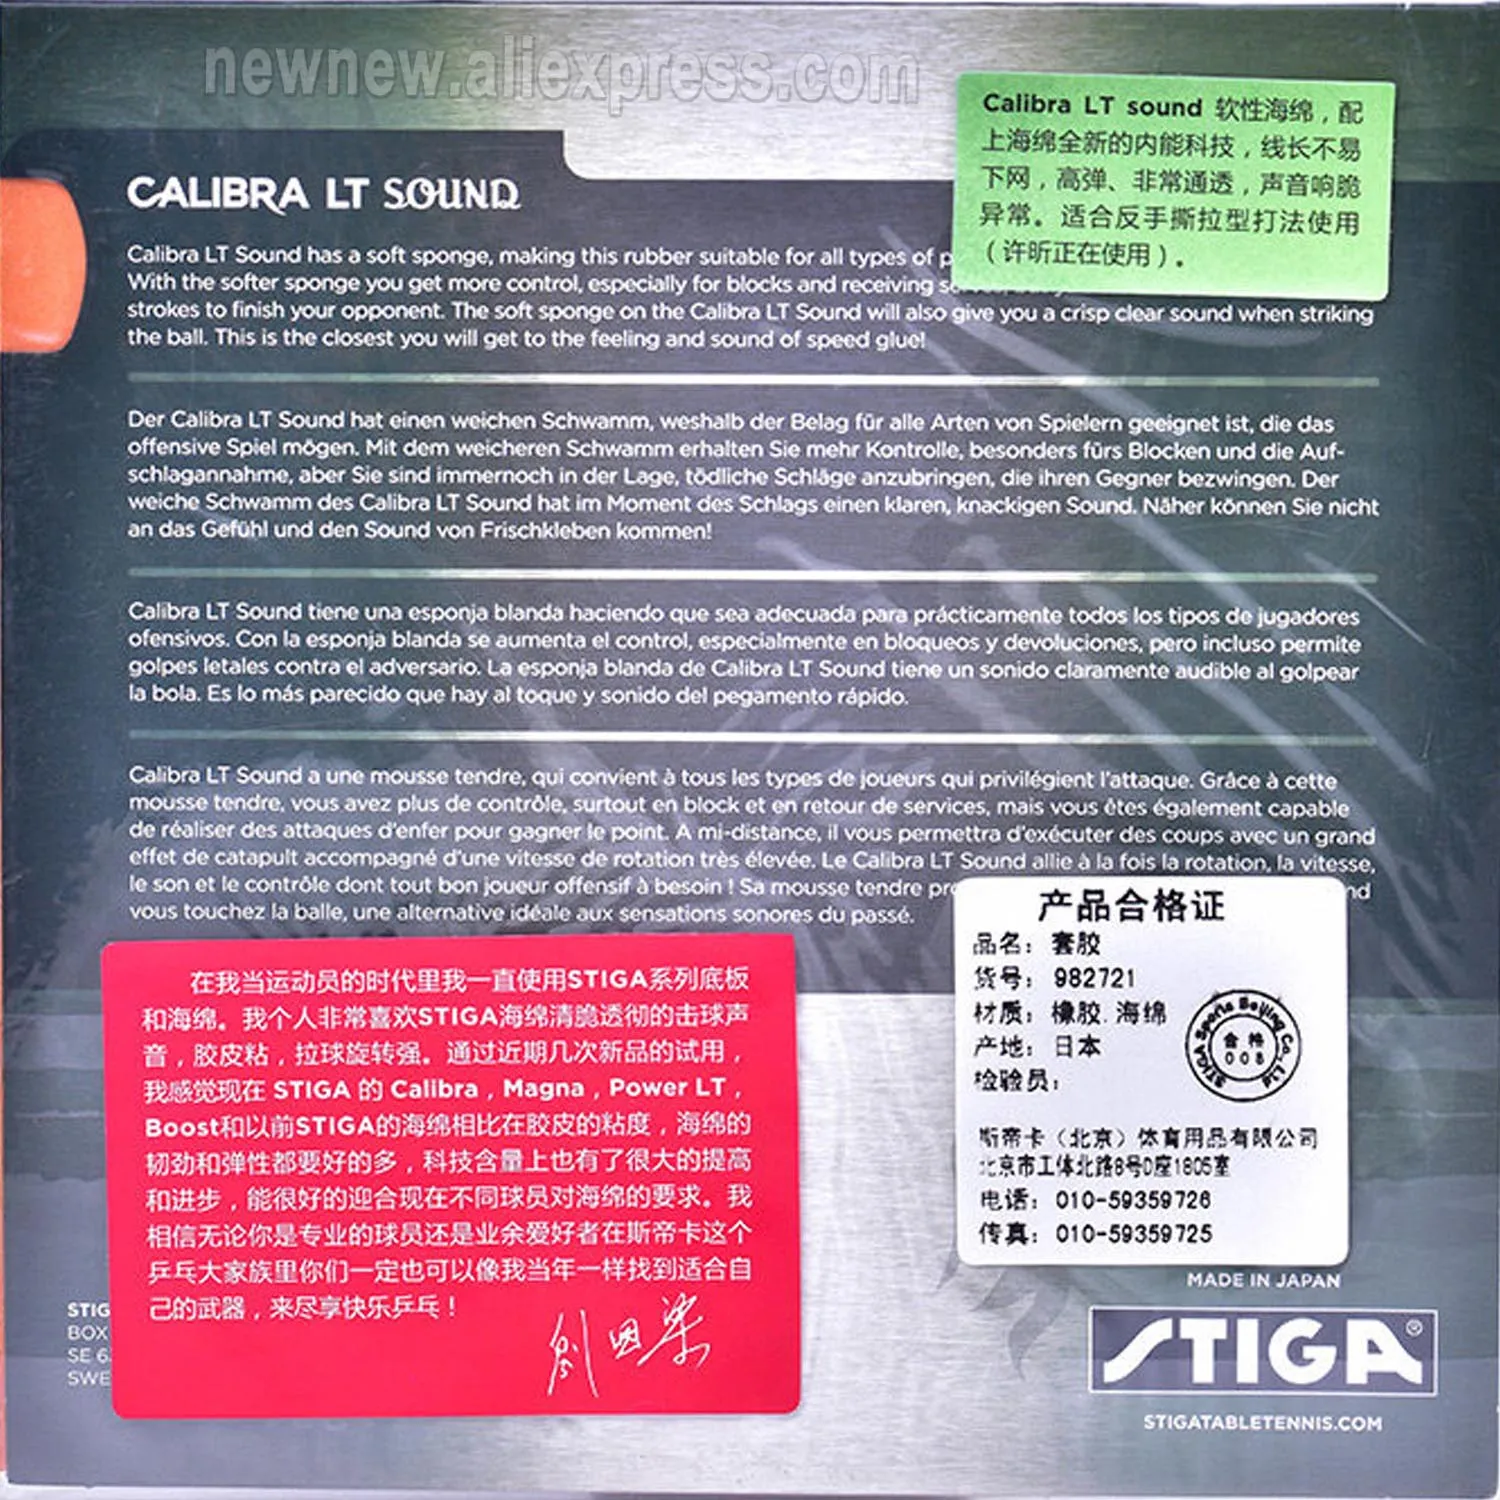 newnew.aliexpress.com
Calibra LT sound 软性海绵，配
上海绵全新的内能科技，线长不易
下网，高弹、非常通透，声音响脆
异常。适合反手撕拉型打法使用
（许昕正在使用）。
CALIBRA LT SOUND
Calibra LT Sound has a soft sponge, making this rubber suitable for all types of
With the softer sponge you get more control, especially for blocks and receiving
strokes to finish your opponent. The soft sponge on the Calibra LT Sound will also give you a crisp clear sound when striking
the ball. This is the closest you will get to the feeling and sound of speed glue!
Der Calibra LT Sound hat einen weichen Schwamm, weshalb der Belag für alle Arten von Spielern geeignet ist, die das
offensive Spiel mögen. Mit dem weicheren Schwamm erhalten Sie mehr Kontrolle, besonders fürs Blocken und die Auf-
schlagannahme, aber Sie sind immernoch in der Lage, tödliche Schläge anzubringen, die ihren Gegner bezwingen. Der
weiche Schwamm des Calibra LT Sound hat im Moment des Schlags einen klaren, knackigen Sound. Näher können Sie nicht
an das Gefühl und den Sound von Frischkleben kommen!
Calibra LT Sound tiene una esponja blanda haciendo que sea adecuada para prácticamente todos los tipos de jugadores
ofensivos. Con la esponja blanda se aumenta el control, especialmente en bloqueos y devoluciones, pero incluso permite
golpes letales contra el adversario. La esponja blanda de Calibra LT Sound tiene un sonido claramente audible al golpear
la bola. Es lo más parecido que hay al toque y sonido del pegamento rápido.
Calibra LT Sound a une mousse tendre, qui convient à tous les types de joueurs qui privilégient l'attaque. Grâce à cette
mousse tendre, vous avez plus de contrôle, surtout en block et en retour de services, mais vous êtes également capable
de réaliser des attaques d'enfer pour gagner le point. A mi-distance, il vous permettra d'exécuter des coups avec un grand
effet de catapult accompagné d'une vitesse de rotation très élevée. Le Calibra LT Sound allie à la fois la rotation, la vitesse,
le son et le contrôle dont tout bon joueur offensif à besoin ! Sa mousse tendre
vous touchez la balle, une alternative idéale aux sensations sonores du passé.
在我当运动员的时代里我一直使用STIGA系列底板
和海绵。我个人非常喜欢STIGA海绵清脆透彻的击球声
音，胶皮粘，拉球旋转强。通过近期几次新品的试用，
我感觉现在 STIGA 的 Calibra，Magna，Power LT，
Boost和以前STIGA的海绵相比在胶皮的粘度，海绵的
韧劲和弹性都要好的多，科技含量上也有了很大的提高
和进步，能很好的迎合现在不同球员对海绵的要求。我
相信无论你是专业的球员还是业余爱好者在斯帝卡这个
乒乓大家族里你们一定也可以像我当年一样找到适合自
己的武器，来尽享快乐乒乓！
产品合格证
品名：套胶
货号：982721
材质：橡胶.海绵
产地：日本
检验员：
STIGA Sports Beijing Co., Ltd
合格
008
斯帝卡（北京）体育用品有限公司
北京市工体北路8号D座1805室
电话：010-59359726
传真：010-59359725
STIG
BOX
SE 6
SWE
MADE IN JAPAN
STIGA®
STIGATABLETENNIS.COM